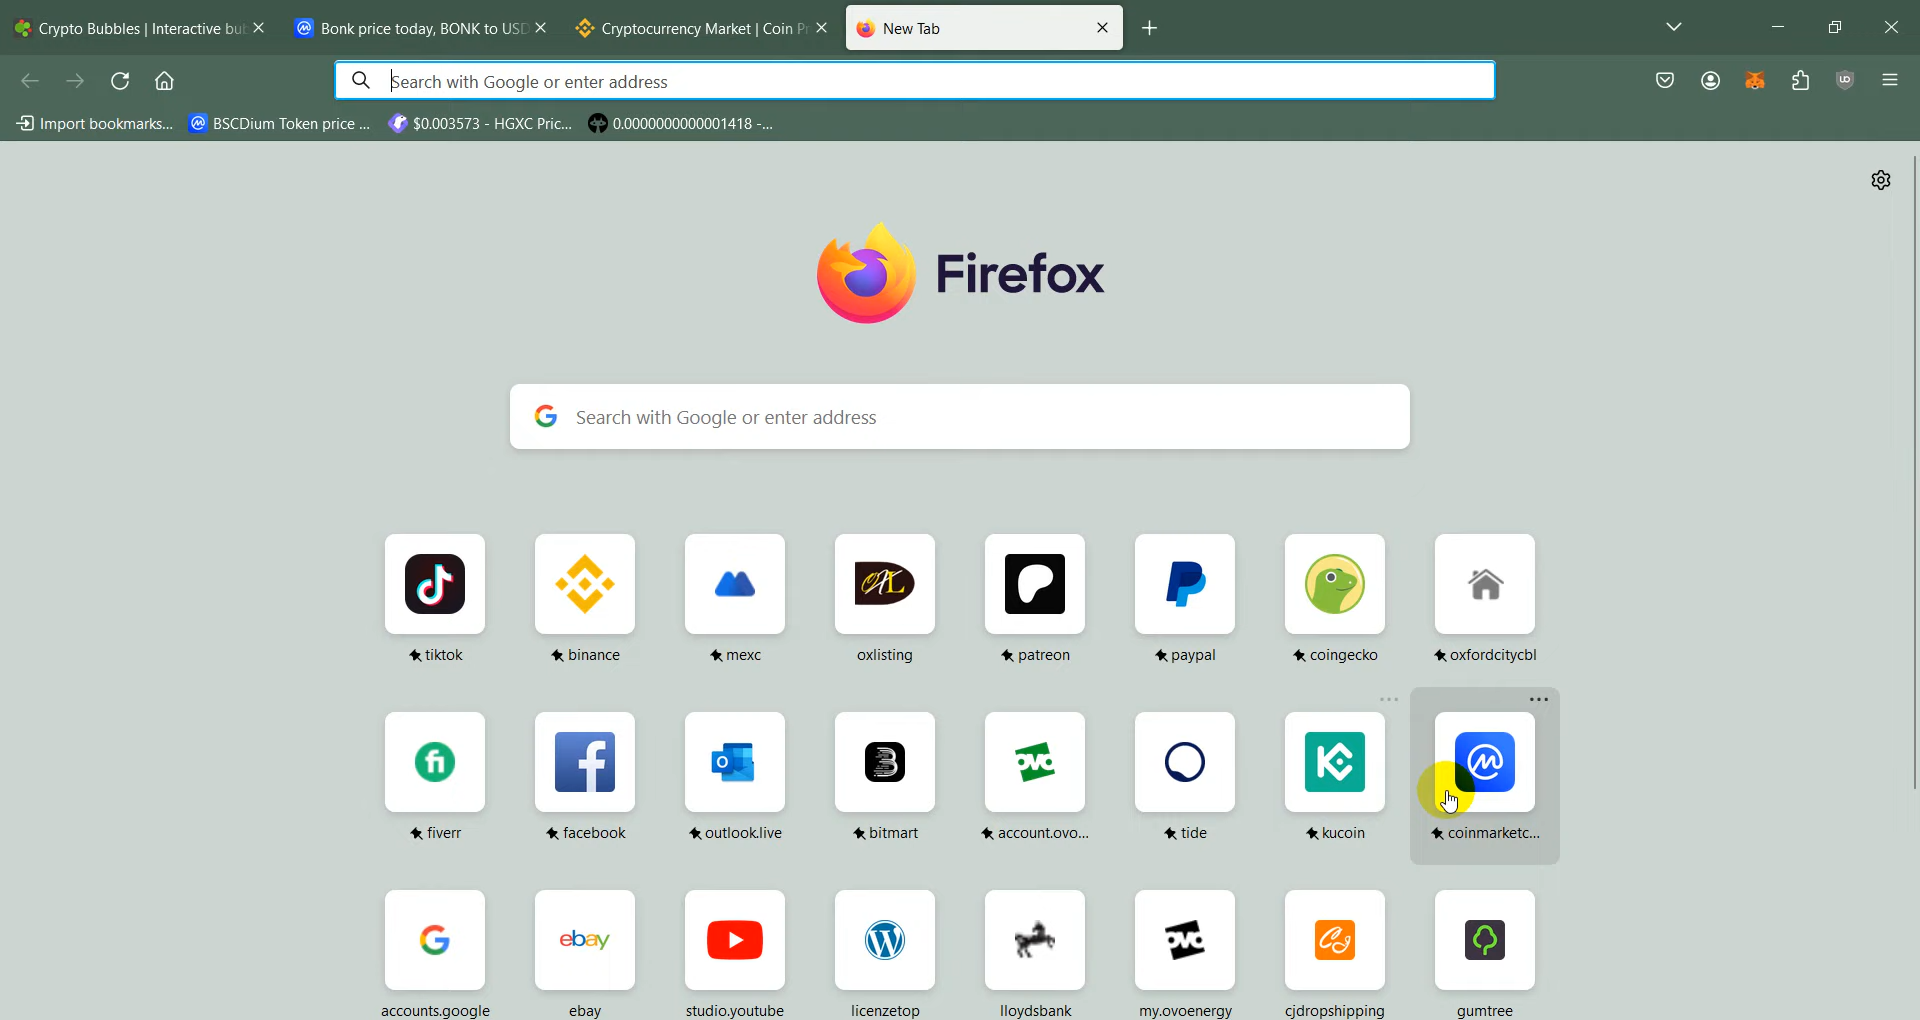 Crypto Bubbles | Interactive bub
Bonk price today, BONK to USD
Cryptocurrency Market | Coin Pr
New Tab
Search with Google or enter address
Import bookmarks...
BSCDium Token price ...
$0.003573 - HGXC Pric...
0.0000000000001418 -...
Firefox
Search with Google or enter address
tiktok
binance
mexc
oxlisting
patreon
paypal
coingecko
oxfordcitycbl
fiverr
facebook
outlook.live
bitmart
account.ovo...
tide
kucoin
coinmarketc...
accounts.google
ebay
studio.youtube
licenzetop
lloydsbank
my.ovoenergy
cjdropshipping
gumtree